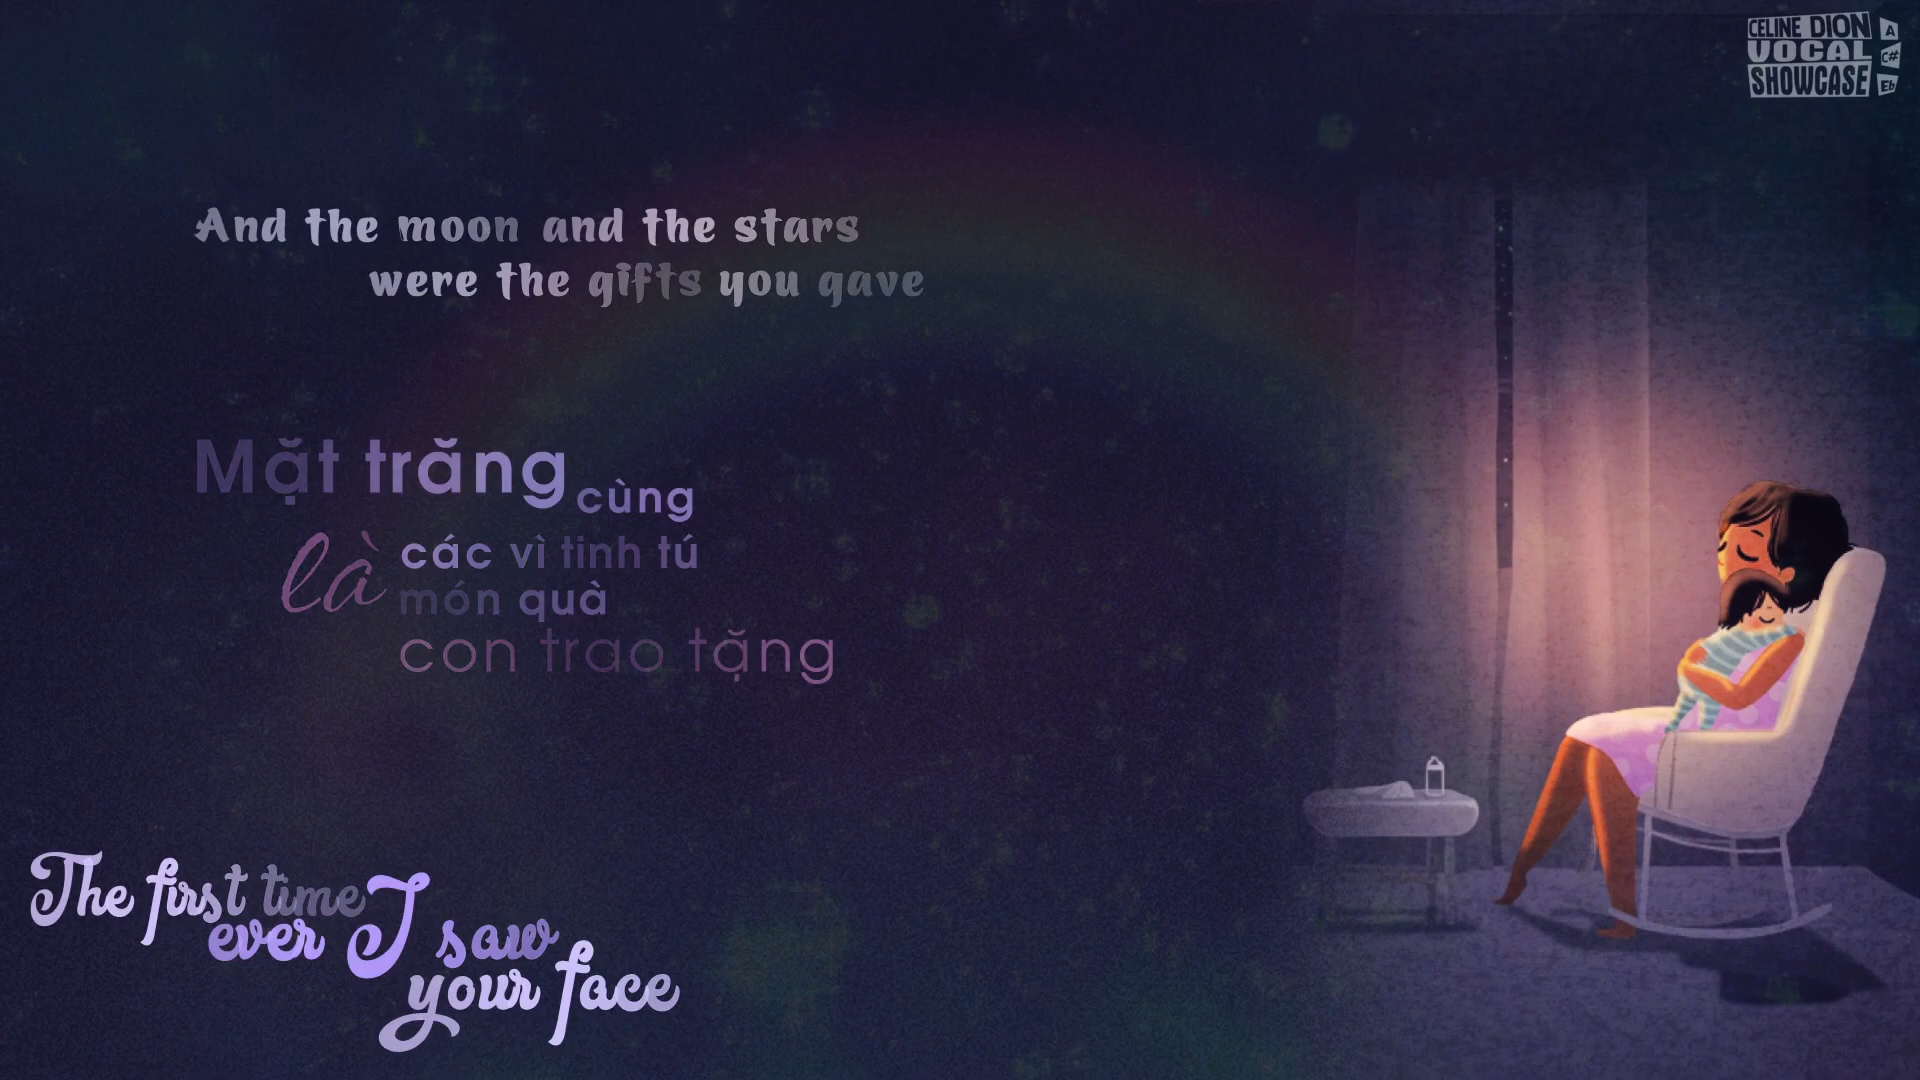 CELINE DION
VOCAL
SHOWCASE
A
C#
Eb
And the moon and the stars
were the gifts you gave
Mặt trăng cùng
là các vì tinh tú
món quà
con trao tặng
The first time
ever I saw
your face